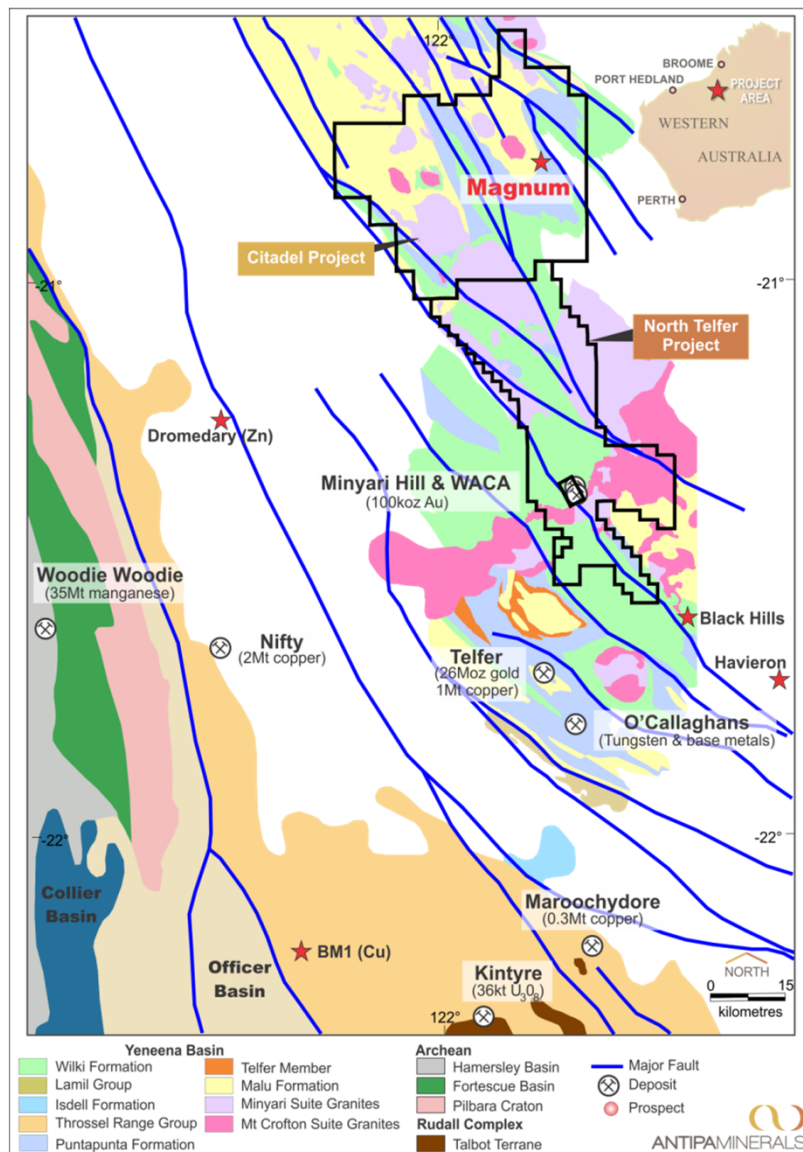 122°
BROOME
PORT HEDLAND
PROJECT
AREA
WESTERN
AUSTRALIA
PERTH
Magnum
Citadel Project
-21°
-21°
North Telfer
Project
Dromedary (Zn)
Minyari Hill & WACA
(100koz Au)
Woodie Woodie
(35Mt manganese)
Nifty
(2Mt copper)
Black Hills
Telfer
(26Moz gold
1Mt copper)
Havieron
O'Callaghans
(Tungsten & base metals)
-22°
-22°
Collier
Basin
Maroochydore
(0.3Mt copper)
BM1 (Cu)
Officer
Basin
Kintyre
(36kt U3O8)
122°
NORTH
0 15
kilometres
Yeneena Basin
Wilki Formation
Lamil Group
Isdell Formation
Throssel Range Group
Puntapunta Formation
Telfer Member
Malu Formation
Minyari Suite Granites
Mt Crofton Suite Granites
Archean
Hamersley Basin
Fortescue Basin
Pilbara Craton
Rudall Complex
Talbot Terrane
Major Fault
Deposit
Prospect
ANTIPAMINERALS